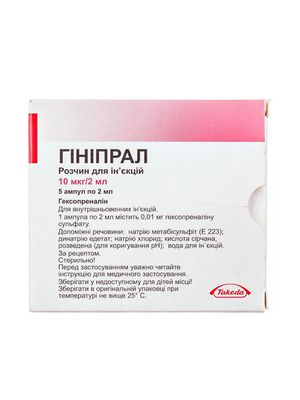 ГІНІПРАЛ
Розчин для ін'єкцій
10 мкг/2 мл
5 ампул по 2 мл
Гексопреналін
Для внутрішньовенних ін'єкцій.
1 ампула по 2 мл містить 0,01 мг гексопреналіну
сульфату.
Допоміжні речовини: натрію метабісульфіт (Е 223);
динатрію едетат; натрію хлорид; кислота сірчана,
розведена (для коригування рН); вода для ін'єкцій.
За рецептом.
Стерильно!
Перед застосуванням уважно читайте
інструкцію для медичного застосування.
Зберігати у недоступному для дітей місці!
Зберігати в оригінальній упаковці при
температурі не вище 25° С.
Takeda